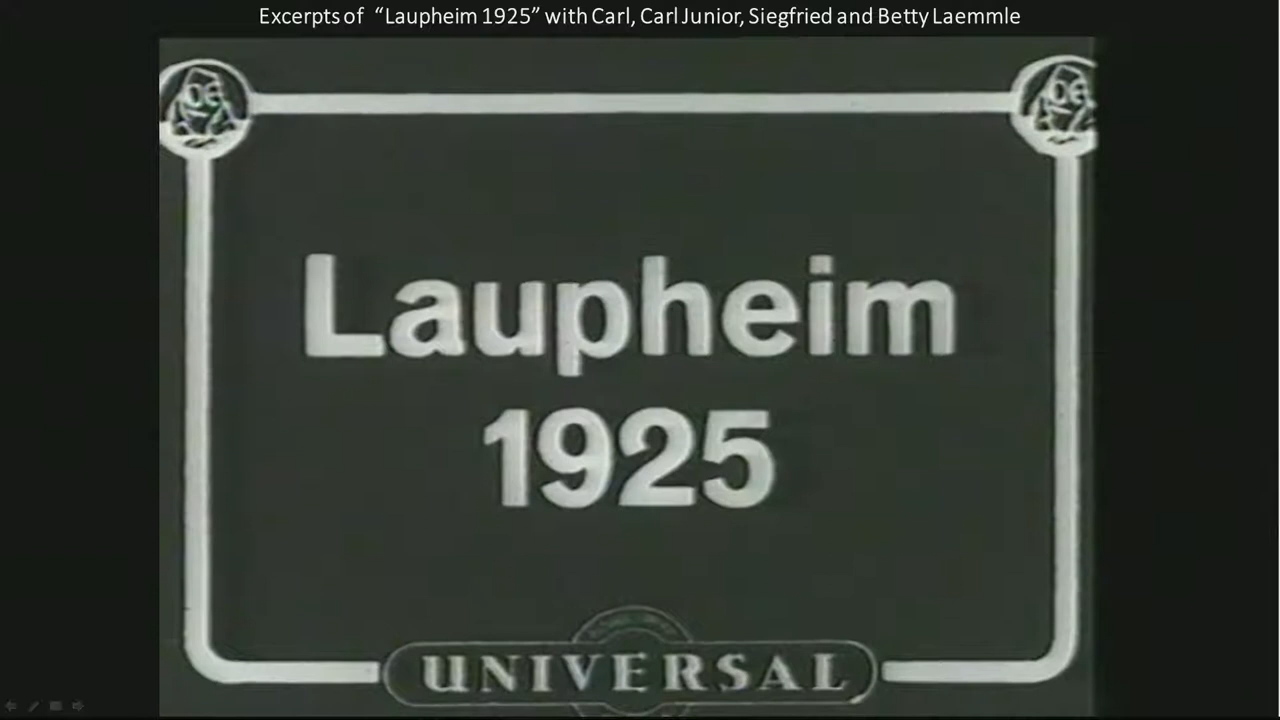 Excerpts of “Laupheim 1925” with Carl, Carl Junior, Siegfried and Betty Laemmle
Laupheim
1925
UNIVERSAL